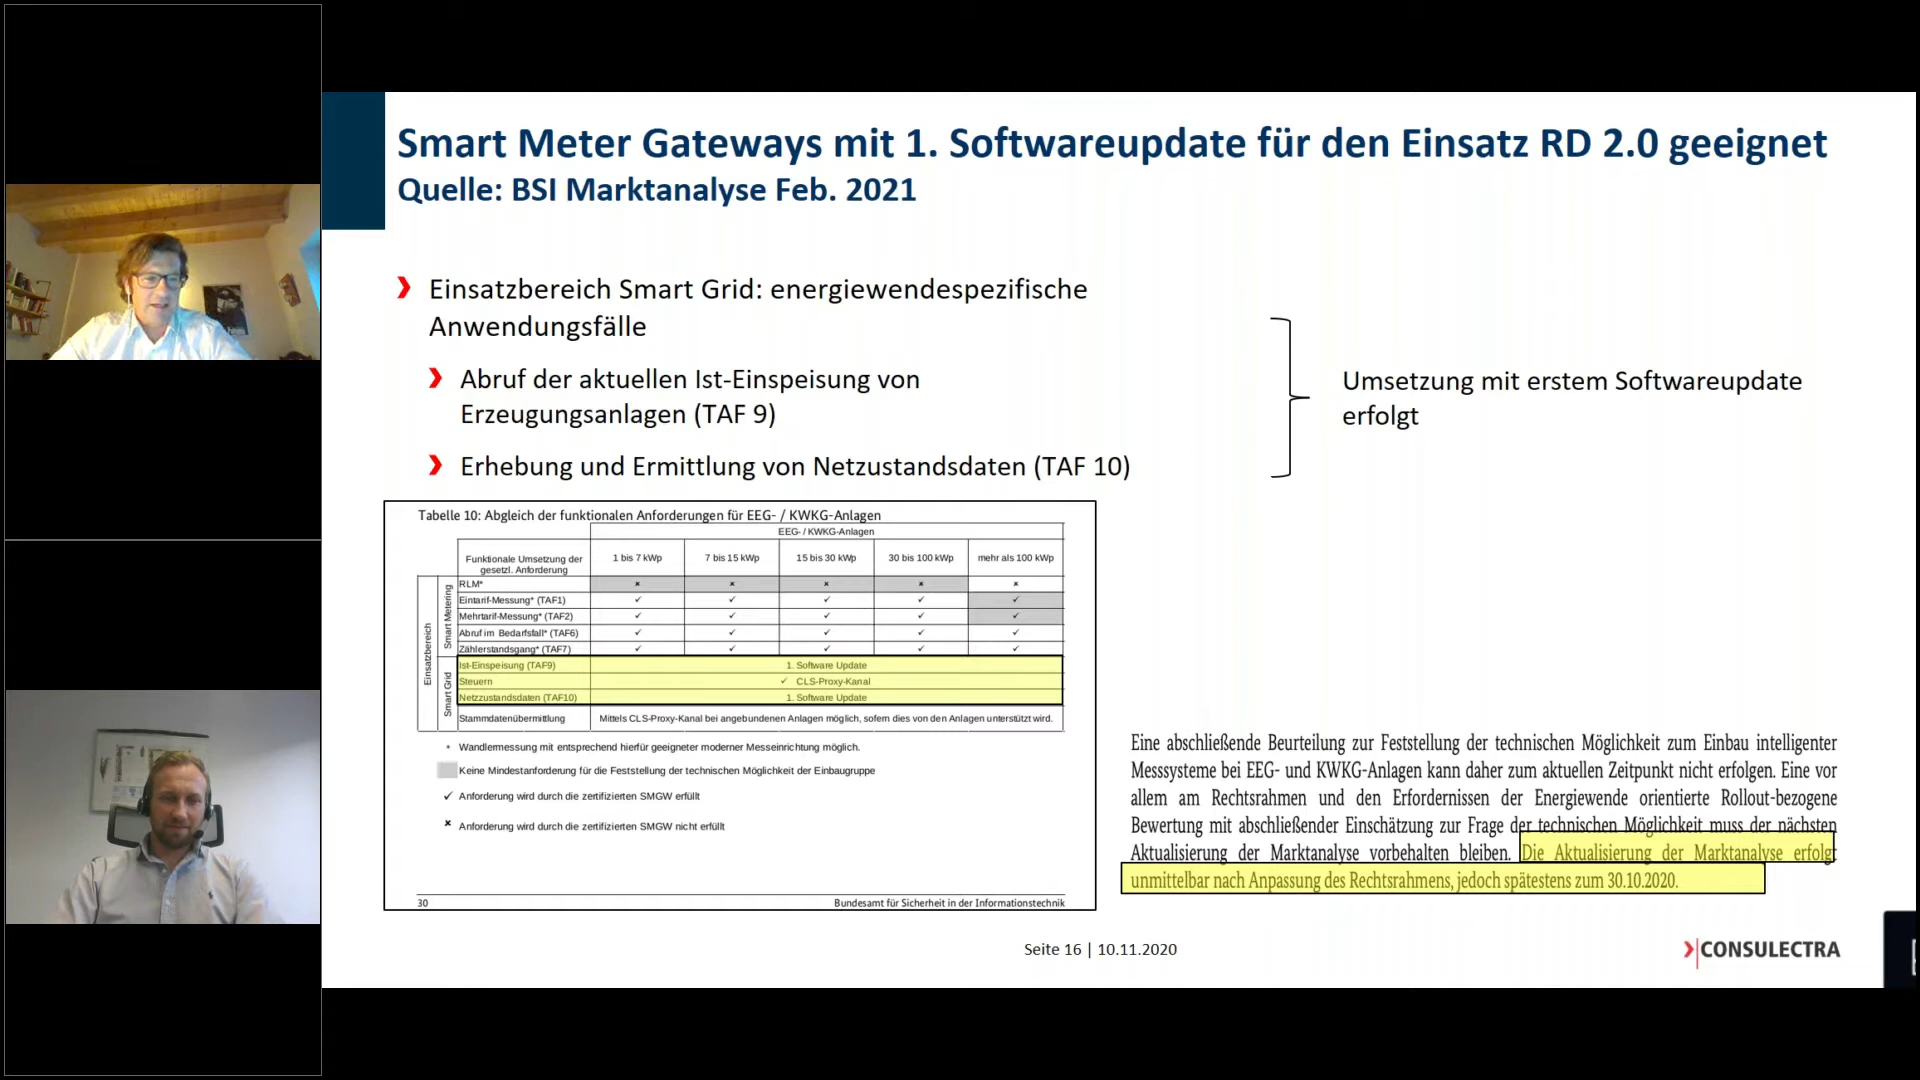 Smart Meter Gateways mit 1. Softwareupdate für den Einsatz RD 2.0 geeignet
Quelle: BSI Marktanalyse Feb. 2021
Einsatzbereich Smart Grid: energiewendespezifische
Anwendungsfälle
Abruf der aktuellen Ist-Einspeisung von
Erzeugungsanlagen (TAF 9)
Erhebung und Ermittlung von Netzustandsdaten (TAF 10)
Umsetzung mit erstem Softwareupdate
erfolgt
Tabelle 10: Abgleich der funktionalen Anforderungen für EEG- / KWKG-Anlagen
EEG- / KWKG-Anlagen
Funktionale Umsetzung der
gesetzl. Anforderung
1 bis 7 kWp 7 bis 15 kWp 15 bis 30 kWp 30 bis 100 kWp mehr als 100 kWp
Einsatzbereich
Smart Metering
RLM* × × × × ×
Eintarif-Messung* (TAF1) ✓ ✓ ✓ ✓ ✓
Mehrtarif-Messung* (TAF2) ✓ ✓ ✓ ✓ ✓
Abruf im Bedarfsfall* (TAF6) ✓ ✓ ✓ ✓ ✓
Zählerstandsgang* (TAF7) ✓ ✓ ✓ ✓ ✓
Smart Grid
Ist-Einspeisung (TAF9) 1. Software Update
Steuern ✓ CLS-Proxy-Kanal
Netzzustandsdaten (TAF10) 1. Software Update
Stammdatenübermittlung Mittels CLS-Proxy-Kanal bei angebundenen Anlagen möglich, sofern dies von den Anlagen unterstützt wird.
* Wandlermessung mit entsprechend hierfür geeigneter moderner Messeinrichtung möglich.
Keine Mindestanforderung für die Feststellung der technischen Möglichkeit der Einbaugruppe
✓ Anforderung wird durch die zertifizierten SMGW erfüllt
× Anforderung wird durch die zertifizierten SMGW nicht erfüllt
30 Bundesamt für Sicherheit in der Informationstechnik
Eine abschließende Beurteilung zur Feststellung der technischen Möglichkeit zum Einbau intelligenter
Messsysteme bei EEG- und KWKG-Anlagen kann daher zum aktuellen Zeitpunkt nicht erfolgen. Eine vor
allem am Rechtsrahmen und den Erfordernissen der Energiewende orientierte Rollout-bezogene
Bewertung mit abschließender Einschätzung zur Frage der technischen Möglichkeit muss der nächsten
Aktualisierung der Marktanalyse vorbehalten bleiben. Die Aktualisierung der Marktanalyse erfolgt
unmittelbar nach Anpassung des Rechtsrahmens, jedoch spätestens zum 30.10.2020.
Seite 16 | 10.11.2020
CONSULECTRA